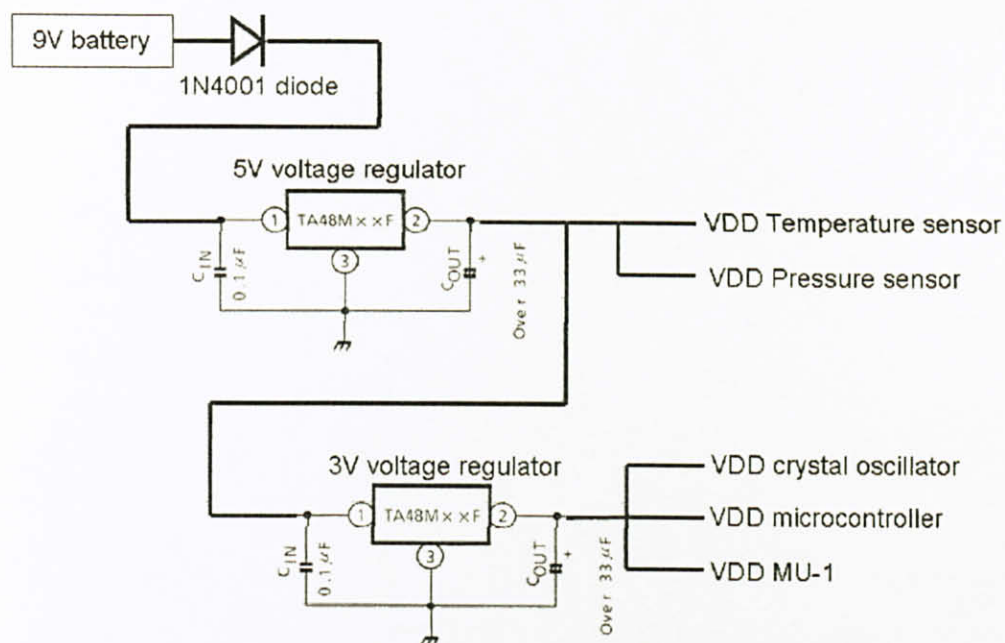 9V battery
1N4001 diode
5V voltage regulator
1
TA48M××F
2
3
CIN
0.1μF
COUT
+
Over 33μF
VDD Temperature sensor
VDD Pressure sensor
3V voltage regulator
1
TA48M××F
2
3
CIN
0.1μF
COUT
+
Over 33μF
VDD crystal oscillator
VDD microcontroller
VDD MU-1